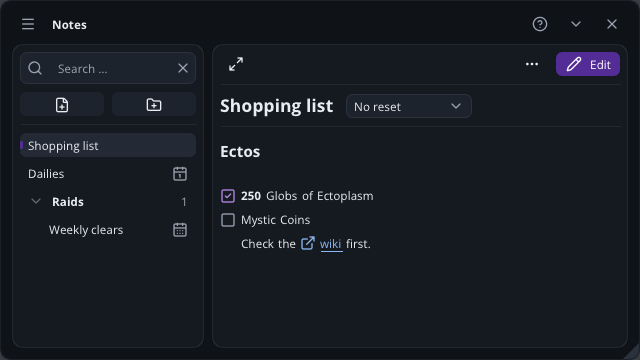 Notes
Search ...
Shopping list
Dailies
1
Raids 1
Weekly clears
Edit
Shopping list No reset
Ectos
250 Globs of Ectoplasm
Mystic Coins
Check the wiki first.